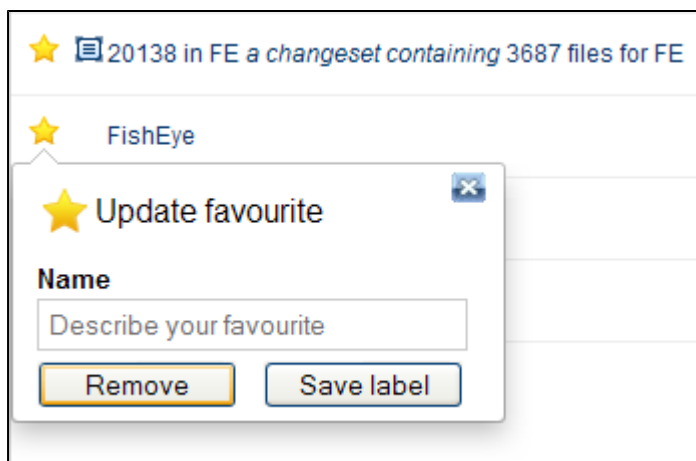 20138 in FE a changeset containing 3687 files for FE
FishEye
Update favourite
Name
Describe your favourite
Remove Save label